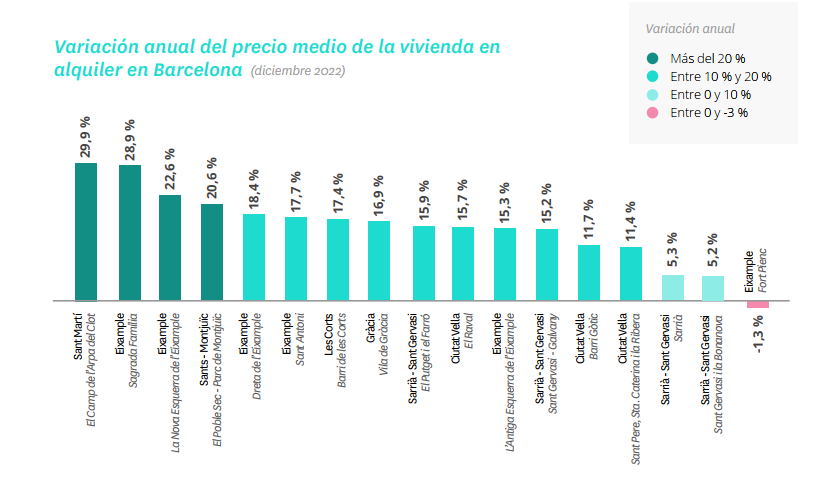 Variación anual del precio medio de la vivienda en
alquiler en Barcelona (diciembre 2022)
Variación anual
Más del 20 %
Entre 10 % y 20 %
Entre 0 y 10 %
Entre 0 y -3 %
29,9 %
28,9 %
22,6 %
20,6 %
18,4 %
17,7 %
17,4 %
16,9 %
15,9 %
15,7 %
15,3 %
15,2 %
11,7 %
11,4 %
5,3 %
5,2 %
Eixample
Fort Pienc
Sant Martí
El Camp de l'Arpa del Clot
Eixample
Sagrada Família
Eixample
La Nova Esquerra de l'Eixample
Sants - Montjuïc
El Poble Sec - Parc de Montjuïc
Eixample
Dreta de l'Eixample
Eixample
Sant Antoni
Les Corts
Barri de les Corts
Gràcia
Vila de Gràcia
Sarrià - Sant Gervasi
El Putget i el Farró
Ciutat Vella
El Raval
Eixample
L'Antiga Esquerra de l'Eixample
Sarrià - Sant Gervasi
Sant Gervasi - Galvany
Ciutat Vella
Barri Gòtic
Ciutat Vella
Sant Pere, Sta. Caterina i la Ribera
Sarrià - Sant Gervasi
Sarrià
Sarrià - Sant Gervasi
Sant Gervasi i la Bonanova
-1,3 %